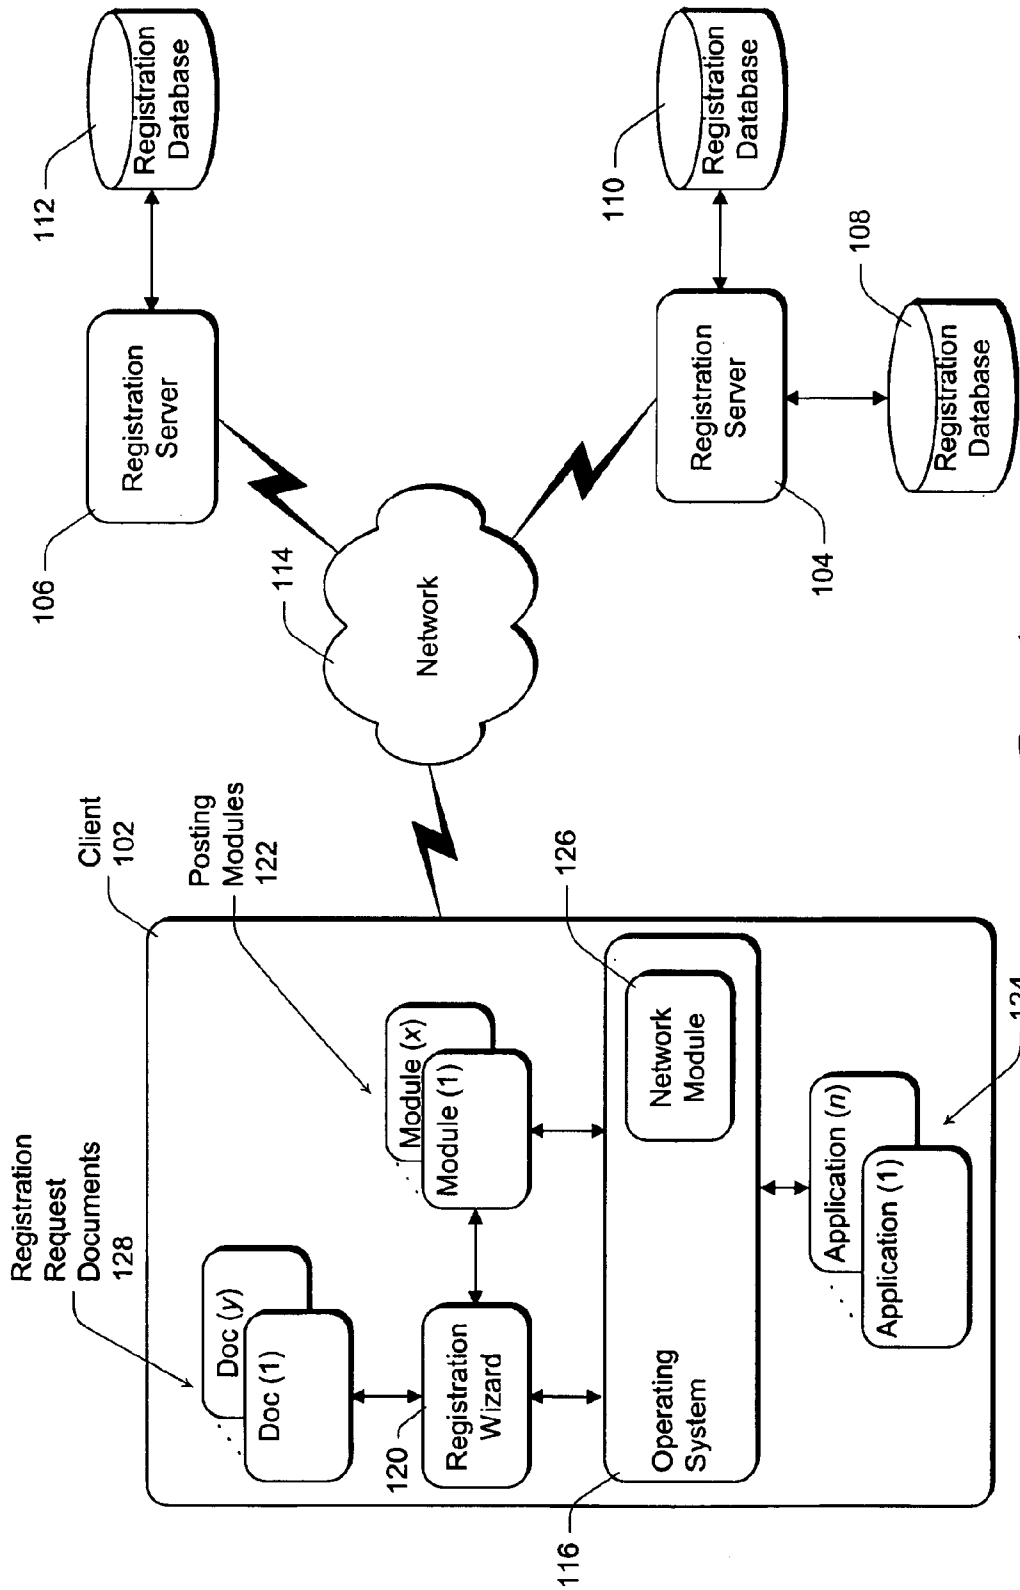 Registration
Request
Documents
128
Client
102
Posting
Modules
122
Doc (y)
Doc (1)
Module (x)
Module (1)
120
Registration
Wizard
126
Network
Module
Operating
System
116
Application (n)
Application (1)
124
114
Network
106
Registration
Server
112
Registration
Database
104
Registration
Server
110
Registration
Database
108
Registration
Database